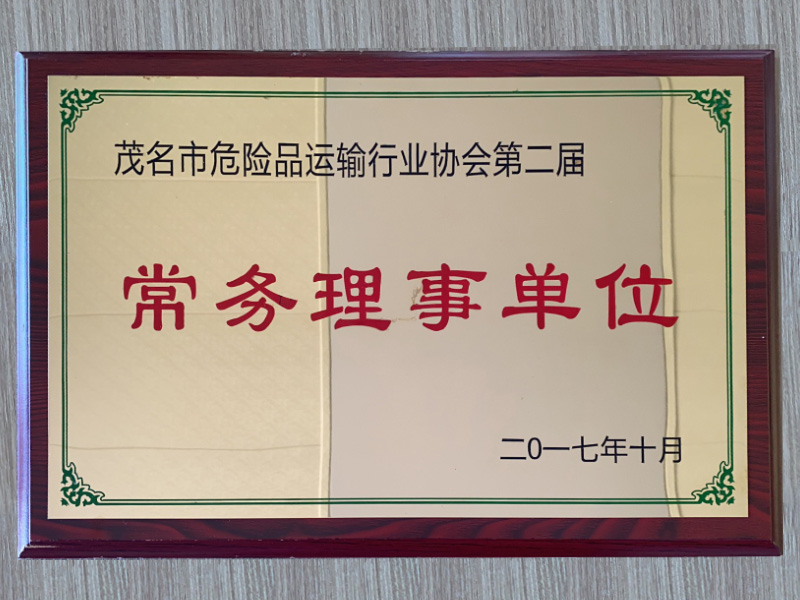 茂名市危险品运输行业协会第二届
常务理事单位
二0一七年十月